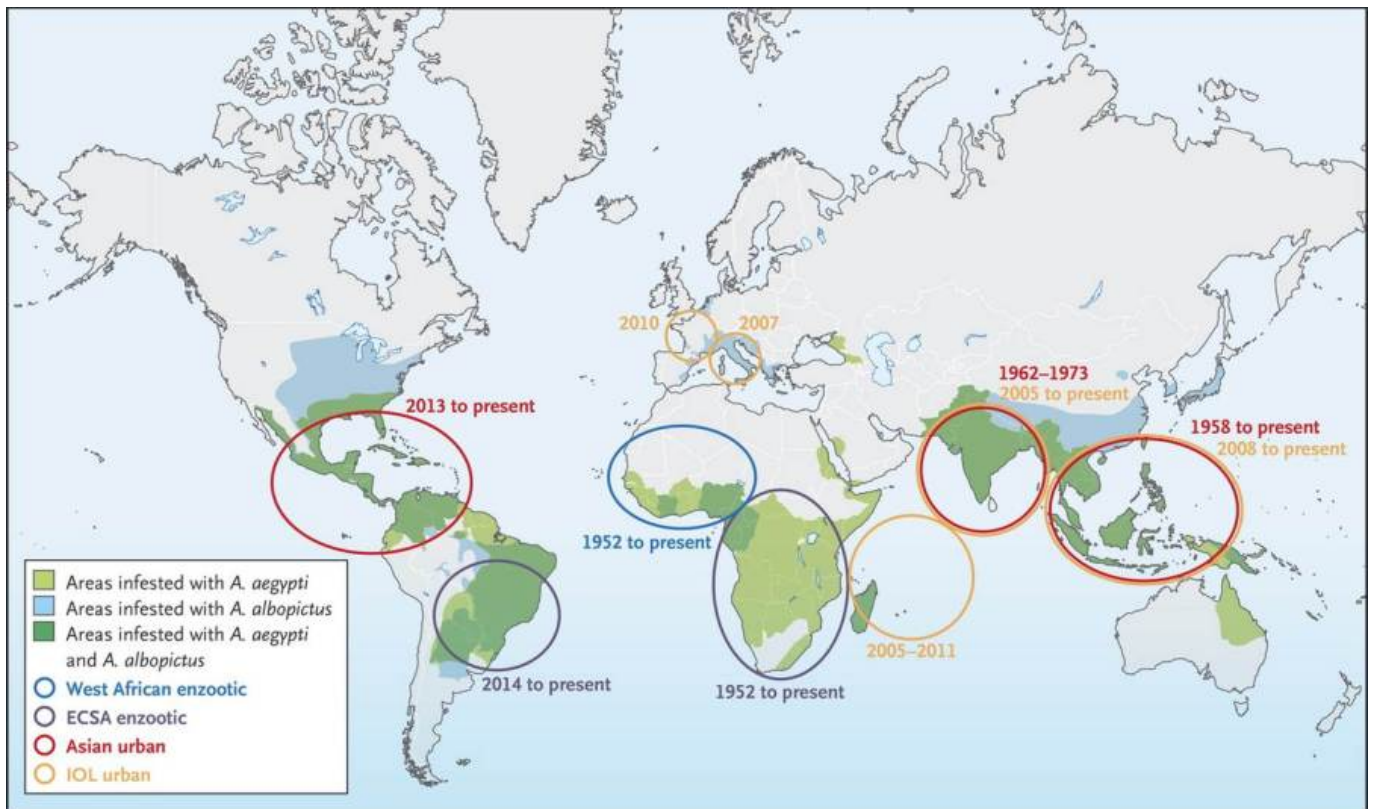 2010
2007
1962–1973
2005 to present
2013 to present
1958 to present
2008 to present
1952 to present
2005–2011
2014 to present
1952 to present
Areas infested with A. aegypti
Areas infested with A. albopictus
Areas infested with A. aegypti
and A. albopictus
West African enzootic
ECSA enzootic
Asian urban
IOL urban